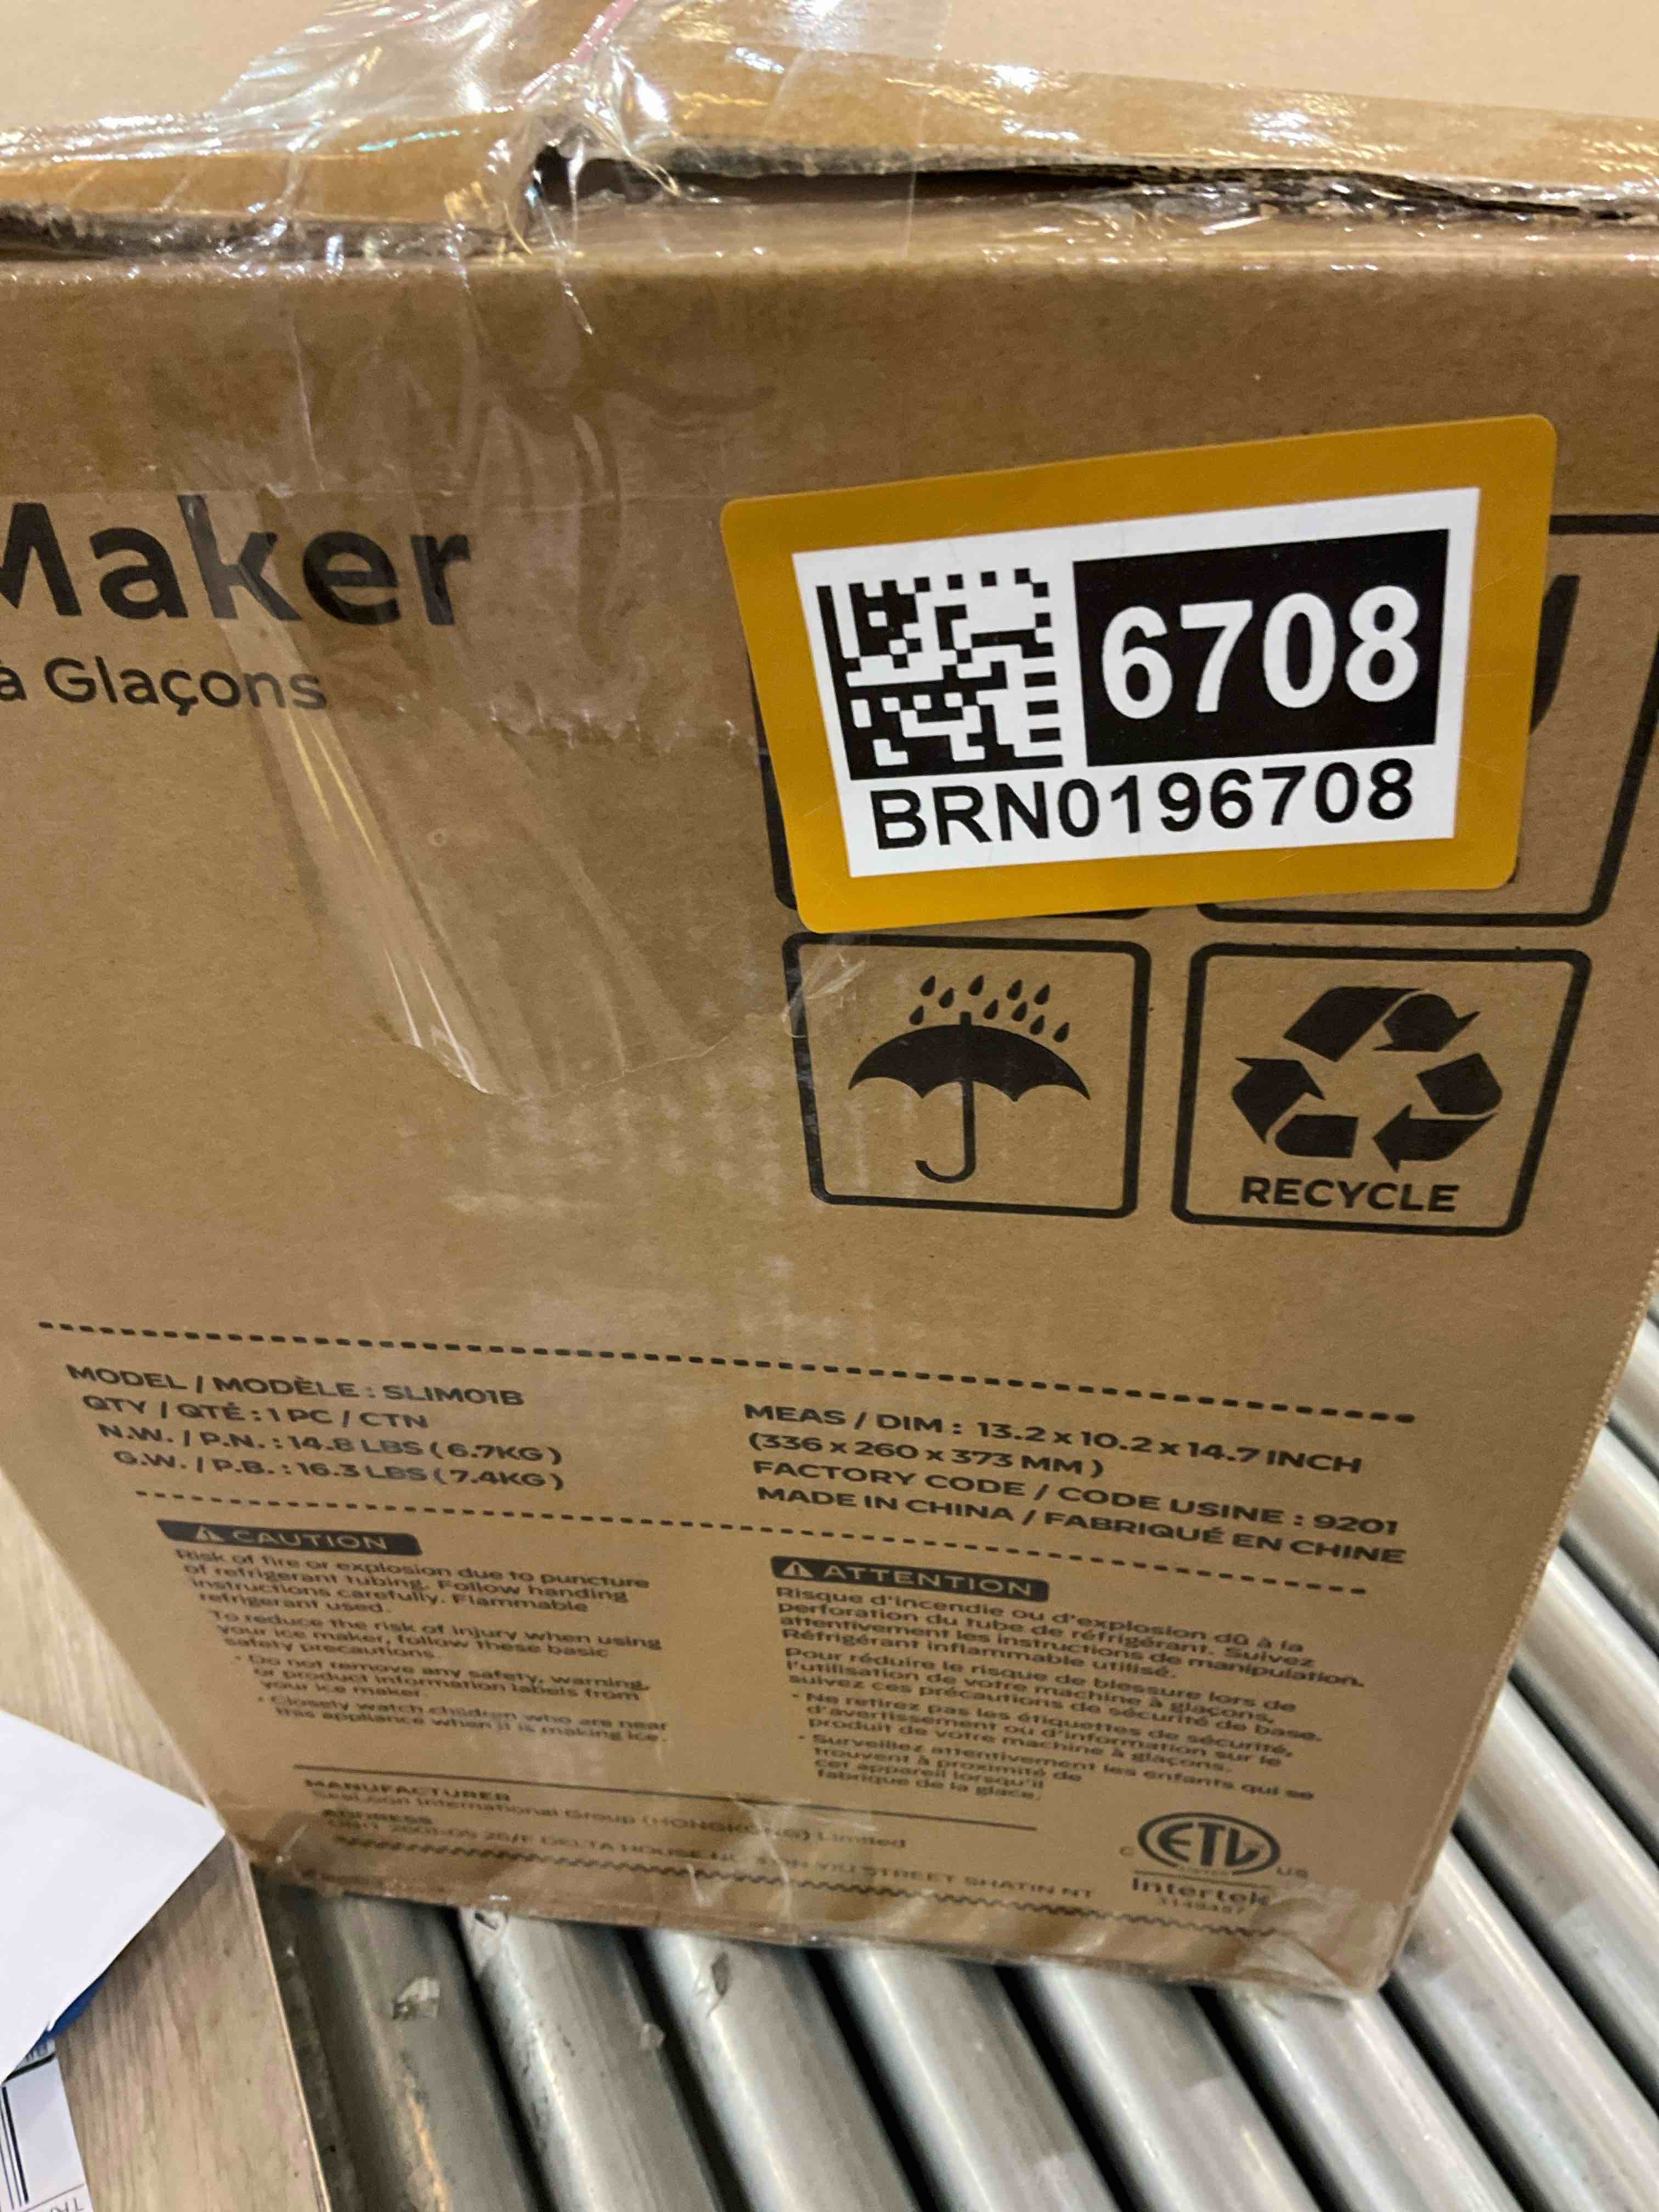 Maker
à Glaçons
6708
BRN0196708
RECYCLE
MODEL / MODÈLE : SLIM01B
QTY / QTÉ : 1 PC / CTN
N.W. / P.N. : 14.8 LBS ( 6.7KG )
G.W. / P.B. : 16.3 LBS ( 7.4KG )
MEAS / DIM : 13.2 x 10.2 x 14.7 INCH
(336 x 260 x 373 MM )
FACTORY CODE / CODE USINE : 9201
MADE IN CHINA / FABRIQUÉ EN CHINE
CAUTION
Risk of fire or explosion due to puncture
of refrigerant tubing. Follow handing
instructions carefully. Flammable
refrigerant used.
To reduce the risk of injury when using
your ice maker, follow these basic
safety precautions.
• Do not remove any safety, warning,
or product information labels from
your ice maker
• Closely watch children who are near
this appliance when it is making ice.
ATTENTION
Risque d'incendie ou d'explosion dû à la
perforation du tube de réfrigérant. Suivez
attentivement les instructions de manipulation.
Réfrigérant inflammable utilisé.
Pour réduire le risque de blessure lors de
l'utilisation de votre machine à glaçons,
suivez ces précautions de sécurité de base.
• Ne retirez pas les étiquettes de sécurité,
d'avertissement ou d'information sur le
produit de votre machine à glaçons.
• Surveillez attentivement les enfants qui se
trouvent à proximité de
cet appareil lorsqu'il
fabrique de la glace.
MANUFACTURER
International Group (HONGKONG) Limited
ADDRESS
DELTA HOUSE STREET SHATIN NT
C ETL US
LISTED
Intertek